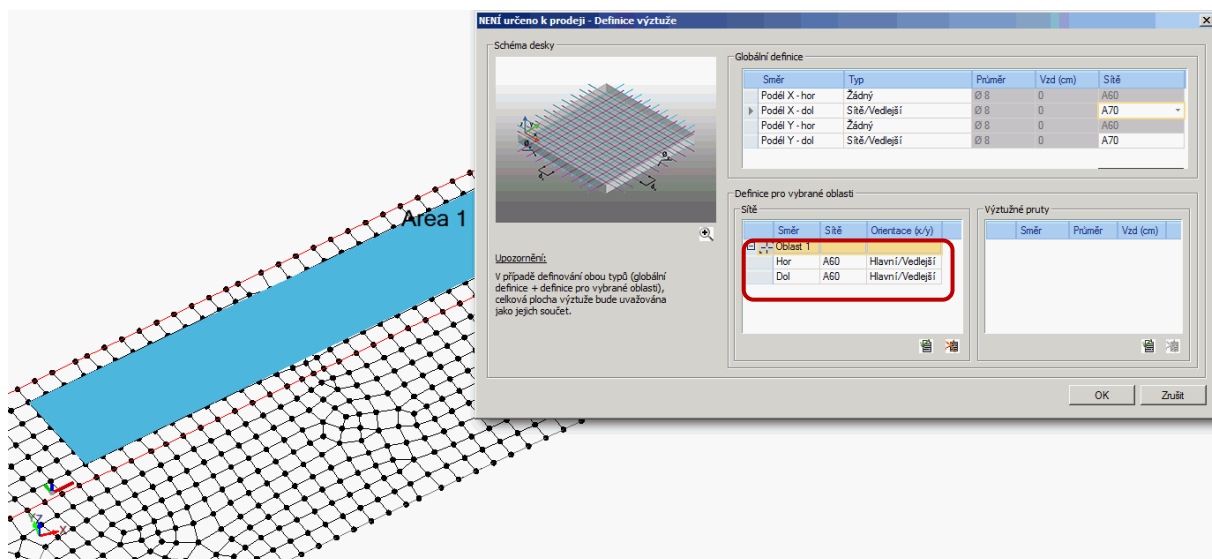 NENÍ určeno k prodeji - Definice výztuže
Schéma desky
Upozornění:
V případě definování obou typů (globální
definice + definice pro vybrané oblasti),
celková plocha výztuže bude uvažována
jako jejich součet.
Globální definice
Směr Typ Průměr Vzd (cm) Sítě
Podél X - hor Žádný Ø 8 0 A60
Podél X - dol Sítě/Vedlejší Ø 8 0 A70
Podél Y - hor Žádný Ø 8 0 A60
Podél Y - dol Sítě/Vedlejší Ø 8 0 A70
Definice pro vybrané oblasti
Sítě
Směr Sítě Orientace (x/y)
Oblast 1
Hor A60 Hlavní/Vedlejší
Dol A60 Hlavní/Vedlejší
Výztužné pruty
Směr Průměr Vzd (cm)
OK Zrušit
Area 1
YZ
X